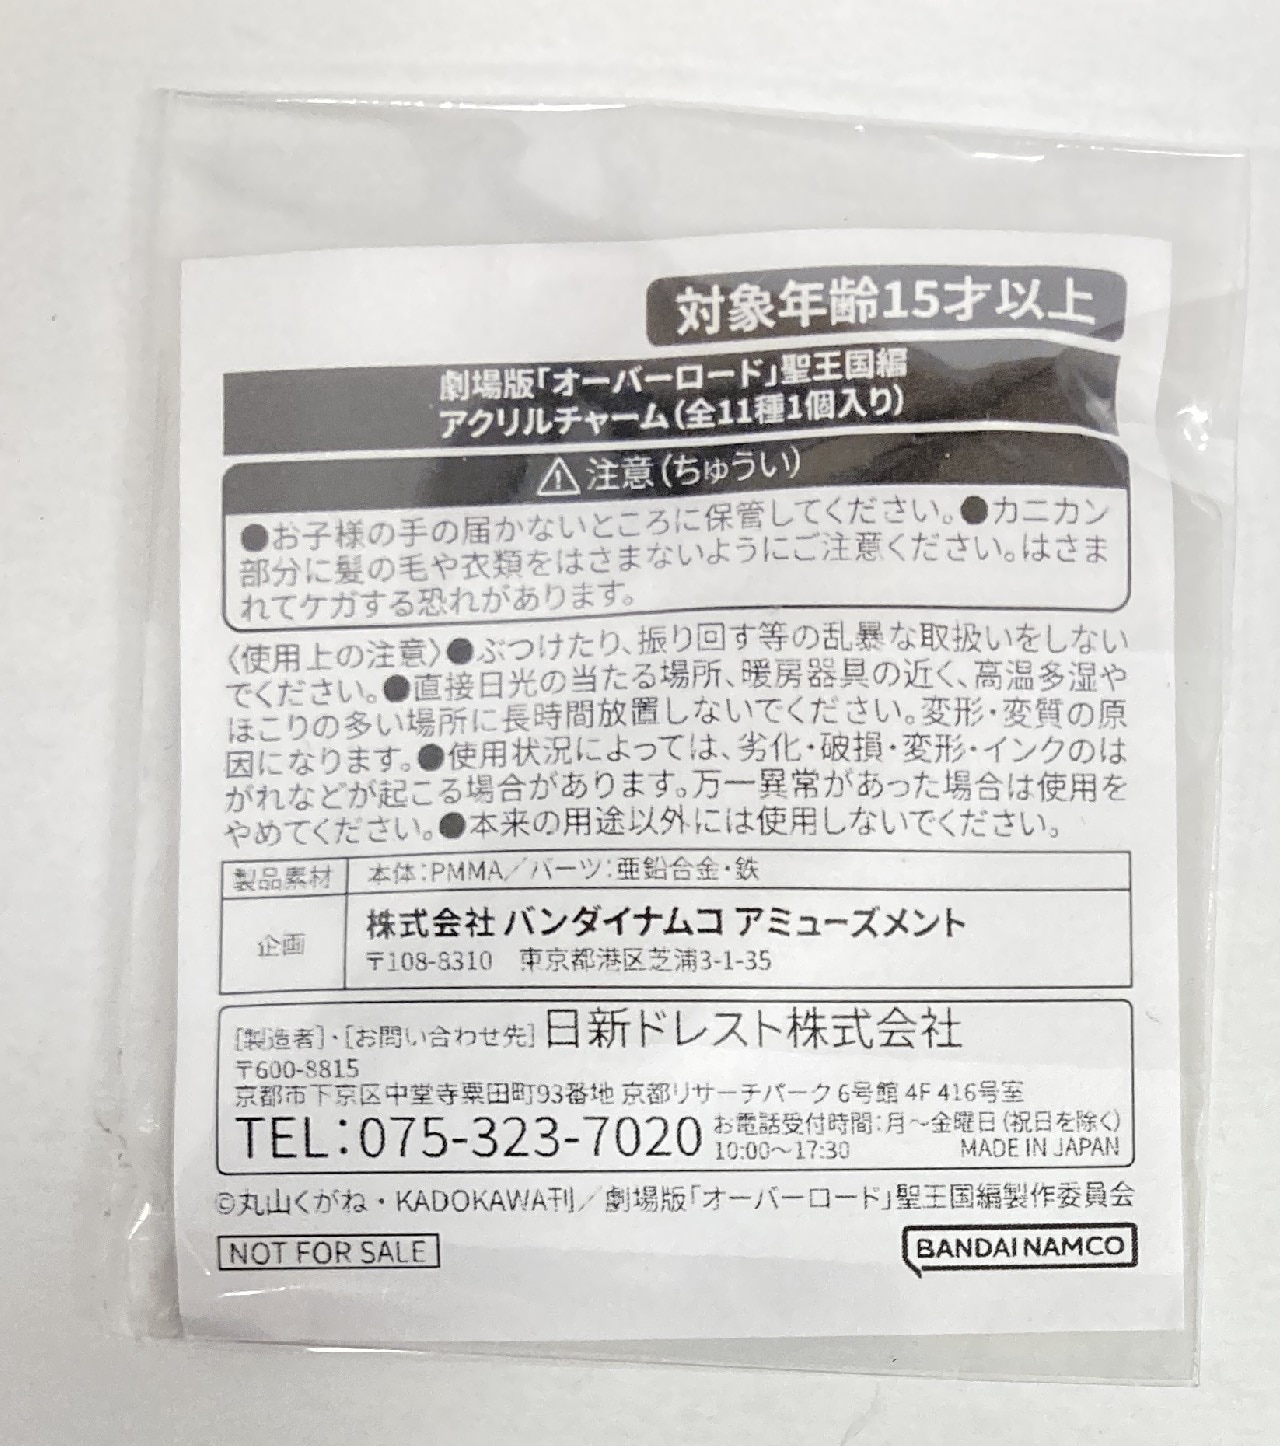 対象年齢15才以上
劇場版「オーバーロード」聖王国編
アクリルチャーム(全11種1個入り)
⚠注意(ちゅうい)
●お子様の手の届かないところに保管してください。●カニカン
部分に髪の毛や衣類をはさまないようにご注意ください。はさま
れてケガする恐れがあります。
〈使用上の注意〉●ぶつけたり、振り回す等の乱暴な取扱いをしない
でください。●直接日光の当たる場所、暖房器具の近く、高温多湿や
ほこりの多い場所に長時間放置しないでください。変形・変質の原
因になります。●使用状況によっては、劣化・破損・変形・インクのは
がれなどが起こる場合があります。万一異常があった場合は使用を
やめてください。●本来の用途以外には使用しないでください。
製品素材 本体:PMMA/パーツ:亜鉛合金・鉄
企画 株式会社 バンダイナムコ アミューズメント
〒108-8310 東京都港区芝浦3-1-35
[製造者]・[お問い合わせ先] 日新ドレスト株式会社
〒600-8815
京都市下京区中堂寺粟田町93番地 京都リサーチパーク 6号館 4F 416号室
TEL:075-323-7020 お電話受付時間:月〜金曜日(祝日を除く)
10:00〜17:30 MADE IN JAPAN
©丸山くがね・KADOKAWA刊/劇場版「オーバーロード」聖王国編製作委員会
NOT FOR SALE BANDAI NAMCO